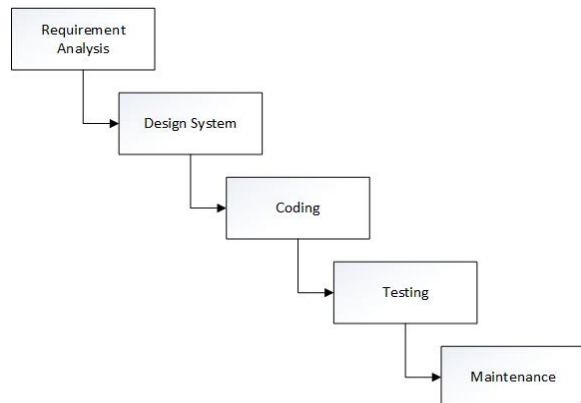 Requirement
Analysis
Design System
Coding
Testing
Maintenance